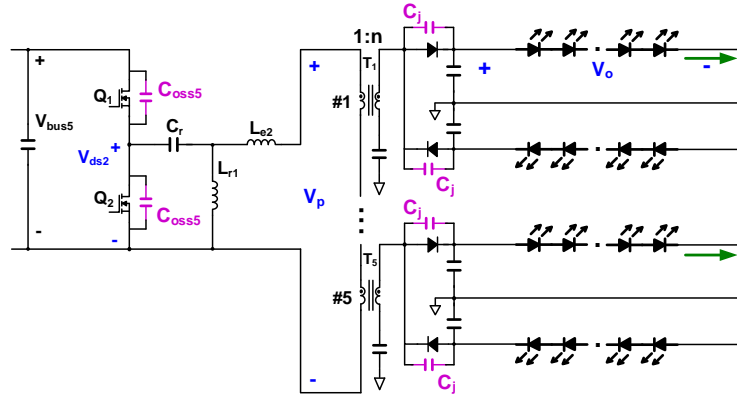 C_j
1:n
+
T_1
+
V_o
-
Q_1
C_oss5
+
#1
V_bus5
C_r
L_e2
V_ds2
+
L_r1
C_j
Q_2
C_oss5
V_p
C_j
-
-
T_5
#5
C_j
-